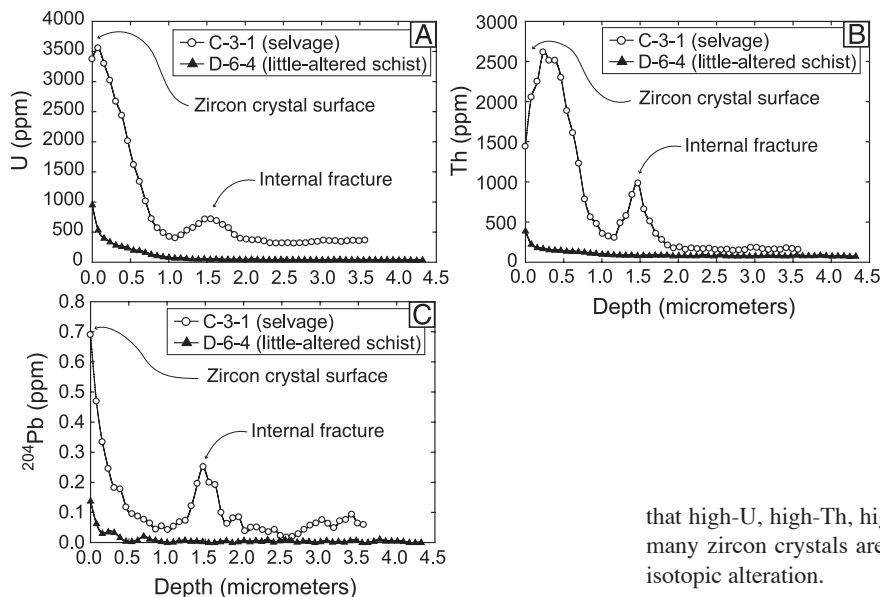 4000
3500
3000
2500
2000
1500
1000
500
0
U (ppm)
A
C-3-1 (selvage)
D-6-4 (little-altered schist)
Zircon crystal surface
Internal fracture
0.0 0.5 1.0 1.5 2.0 2.5 3.0 3.5 4.0 4.5
3000
2500
2000
1500
1000
500
0
Th (ppm)
B
C-3-1 (selvage)
D-6-4 (little-altered schist)
Zircon crystal surface
Internal fracture
0.0 0.5 1.0 1.5 2.0 2.5 3.0 3.5 4.0 4.5
Depth (micrometers)
0.8
0.7
0.6
0.5
0.4
0.3
0.2
0.1
0.0
204Pb (ppm)
C
C-3-1 (selvage)
D-6-4 (little-altered schist)
Zircon crystal surface
Internal fracture
0.0 0.5 1.0 1.5 2.0 2.5 3.0 3.5 4.0 4.5
Depth (micrometers)
that high-U, high-Th,
many zircon crystals are
isotopic alteration.